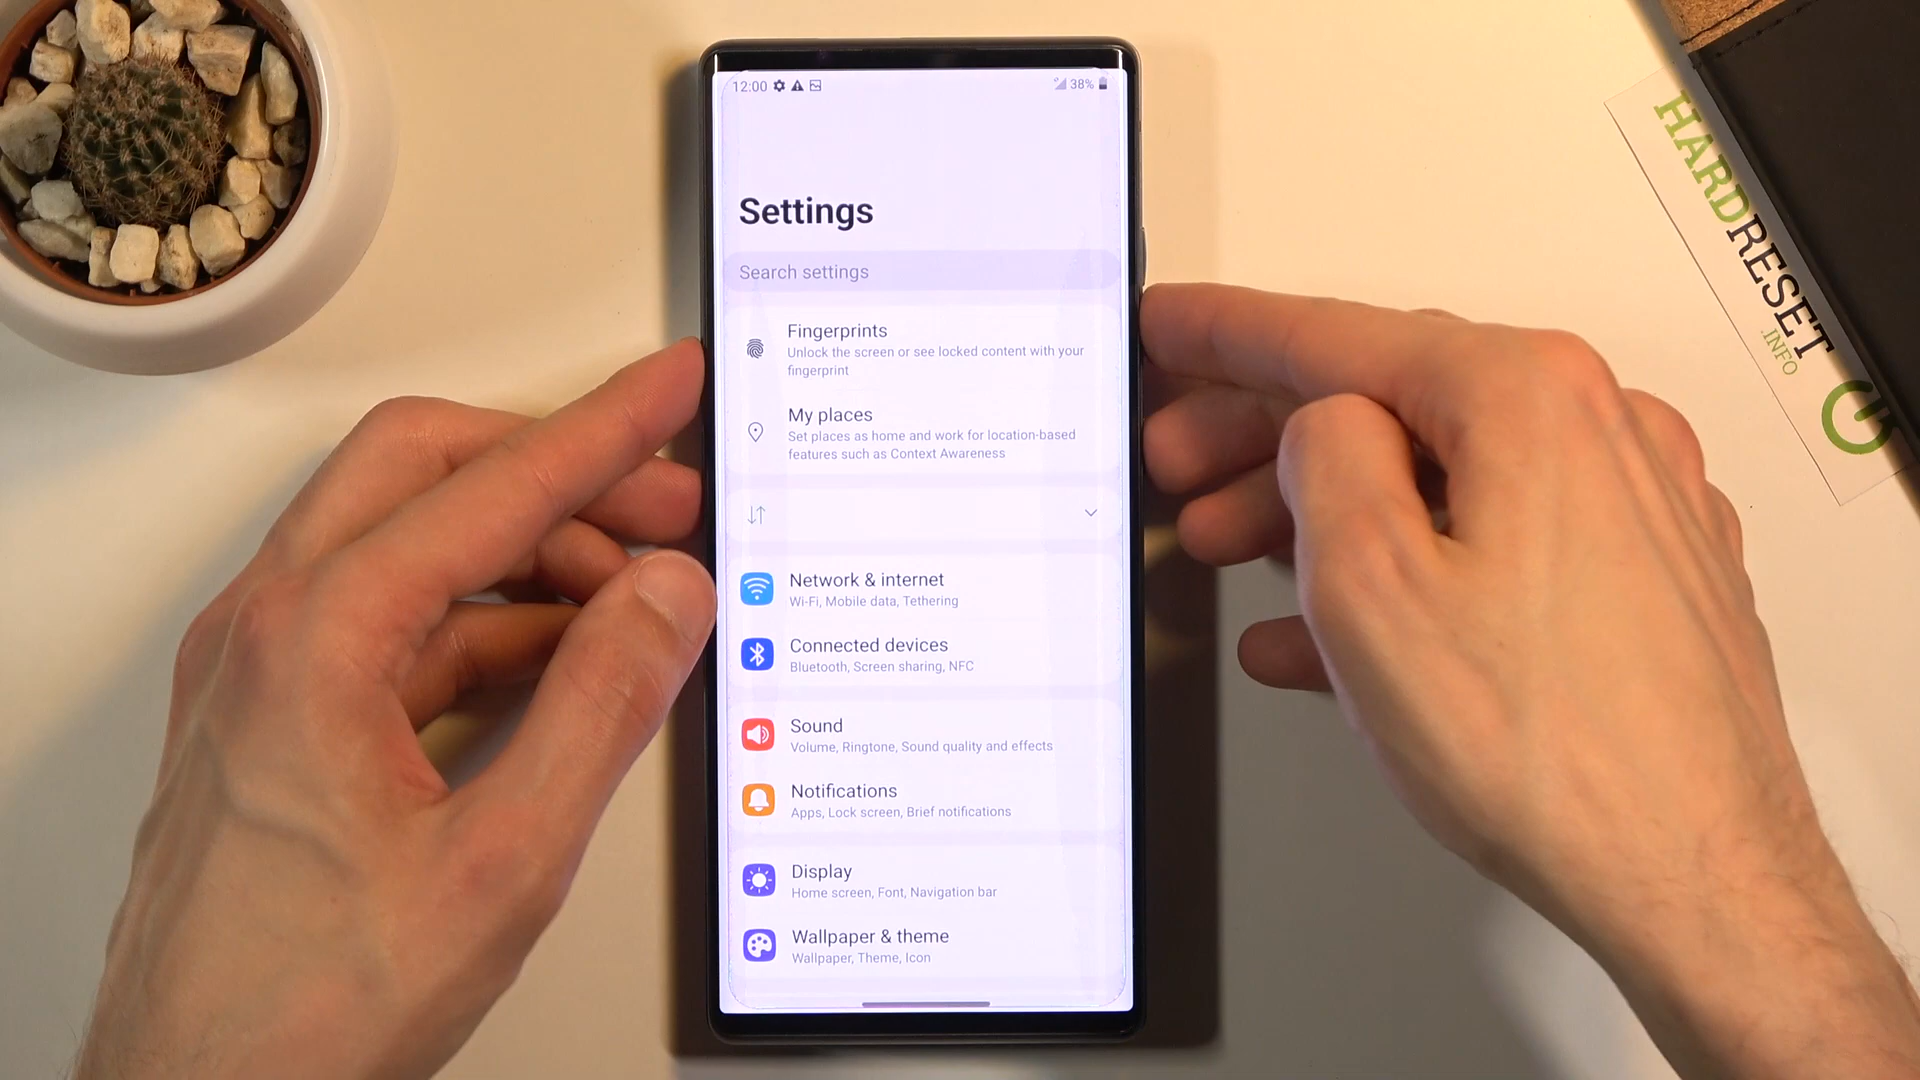 12:00 38%
Settings
Search settings
Fingerprints
Unlock the screen or see locked content with your
fingerprint
My places
Set places as home and work for location-based
features such as Context Awareness
Network & internet
Wi-Fi, Mobile data, Tethering
Connected devices
Bluetooth, Screen sharing, NFC
Sound
Volume, Ringtone, Sound quality and effects
Notifications
Apps, Lock screen, Brief notifications
Display
Home screen, Font, Navigation bar
Wallpaper & theme
Wallpaper, Theme, Icon
HARDRESET
.INFO